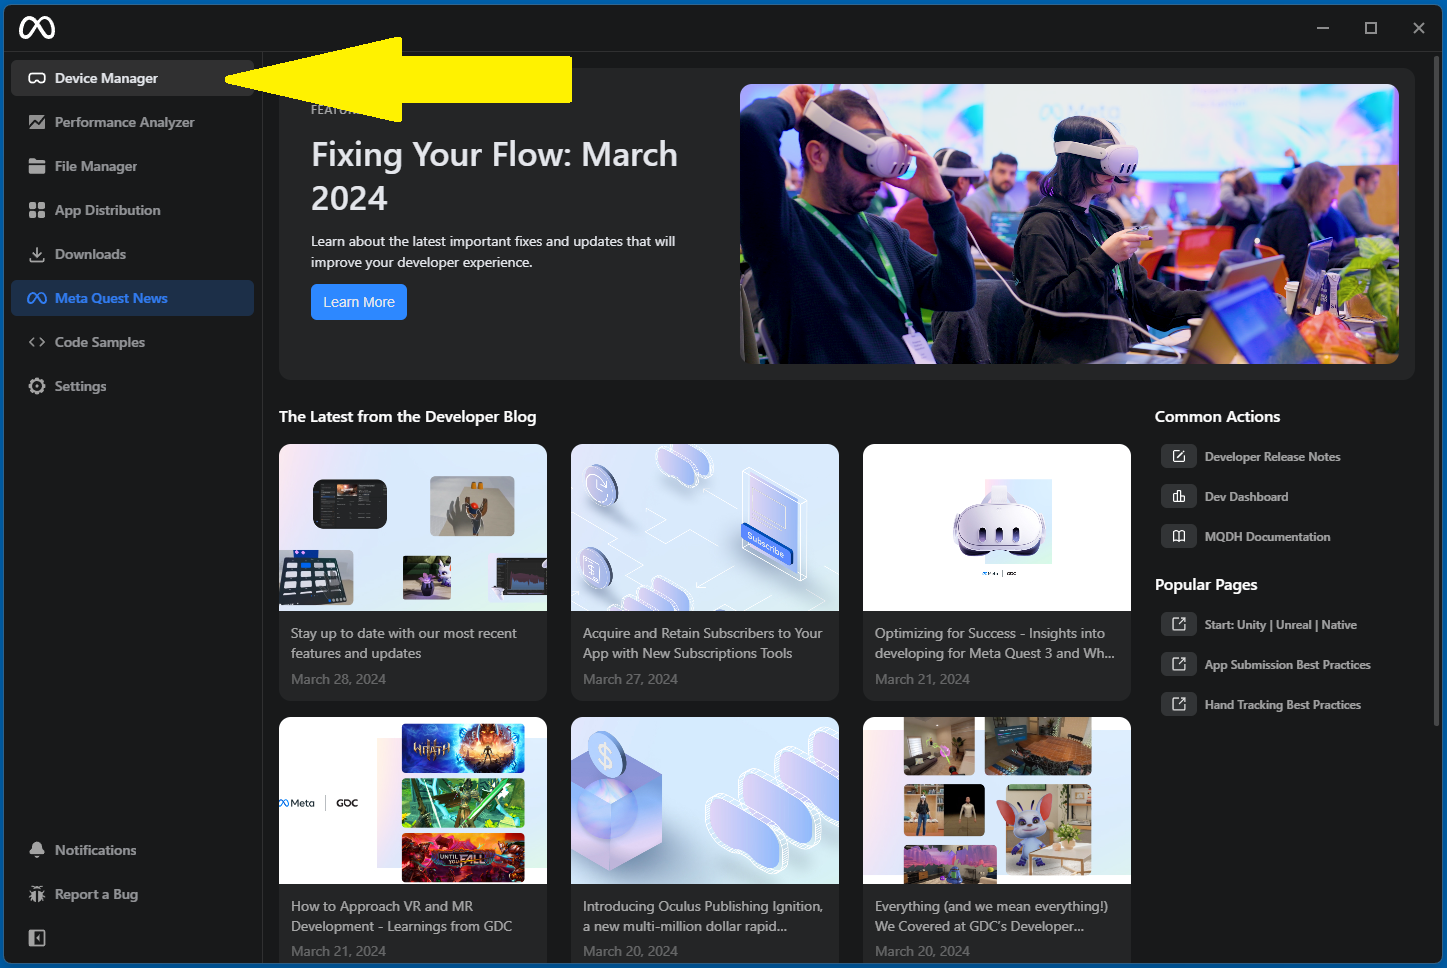 Device Manager
Performance Analyzer
File Manager
App Distribution
Downloads
Meta Quest News
Code Samples
Settings
Notifications
Report a Bug
Fixing Your Flow: March
2024
Learn about the latest important fixes and updates that will
improve your developer experience.
Learn More
Meta
The Latest from the Developer Blog
Stay up to date with our most recent
features and updates
March 28, 2024
Subscribe
Acquire and Retain Subscribers to Your
App with New Subscriptions Tools
March 27, 2024
Meta | GDC
Optimizing for Success - Insights into
developing for Meta Quest 3 and Wh...
March 21, 2024
Meta | GDC
UNTIL
YOU FALL
How to Approach VR and MR
Development - Learnings from GDC
March 21, 2024
Introducing Oculus Publishing Ignition,
a new multi-million dollar rapid...
March 20, 2024
Everything (and we mean everything!)
We Covered at GDC's Developer...
March 20, 2024
Common Actions
Developer Release Notes
Dev Dashboard
MQDH Documentation
Popular Pages
Start: Unity | Unreal | Native
App Submission Best Practices
Hand Tracking Best Practices